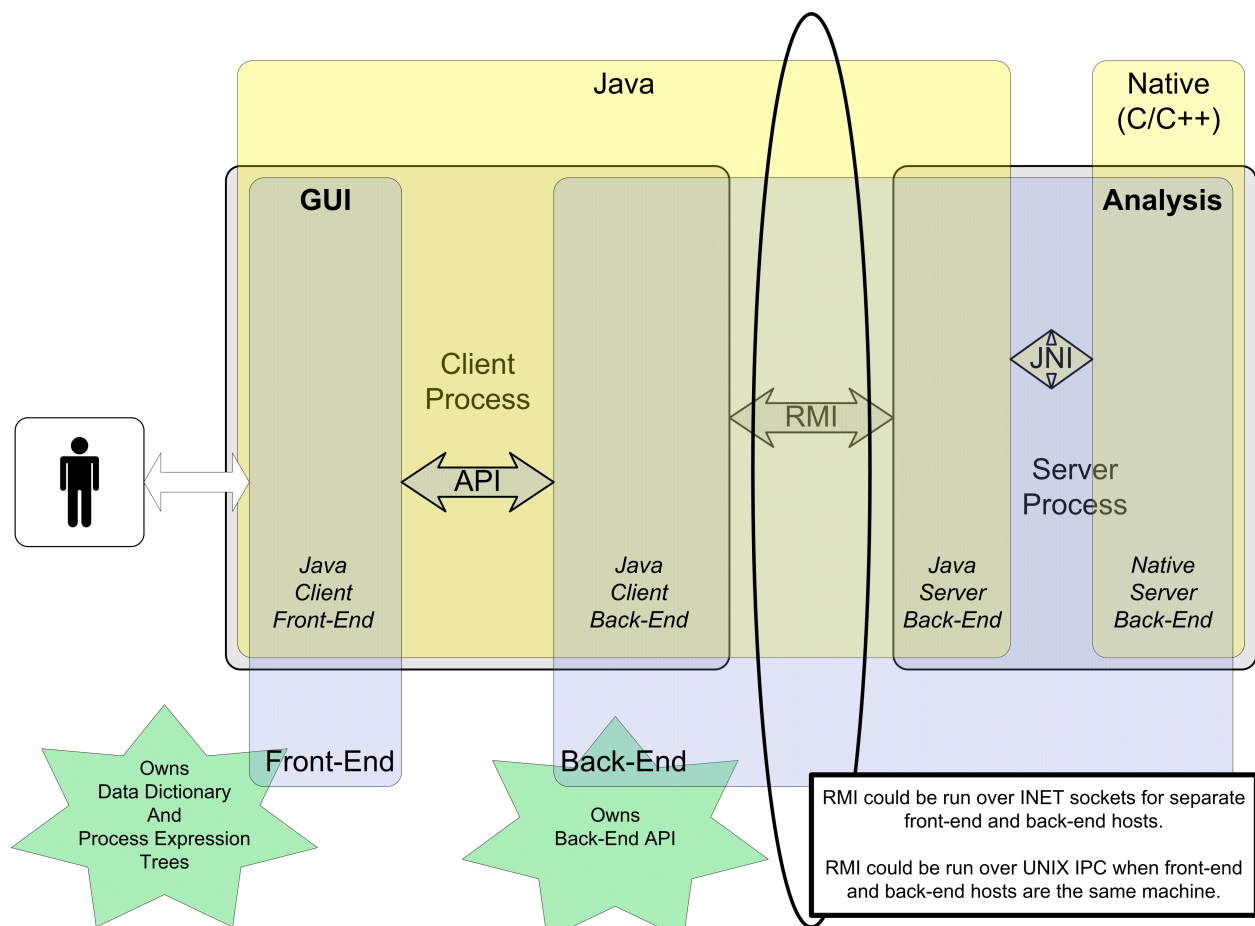 Java
Native
(C/C++)
GUI
Analysis
Client
Process
JNI
RMI
API
Server
Process
Java
Client
Front-End
Java
Client
Back-End
Java
Server
Back-End
Native
Server
Back-End
Front-End
Back-End
Owns
Data Dictionary
And
Process Expression
Trees
Owns
Back-End API
RMI could be run over INET sockets for separate
front-end and back-end hosts.
RMI could be run over UNIX IPC when front-end
and back-end hosts are the same machine.